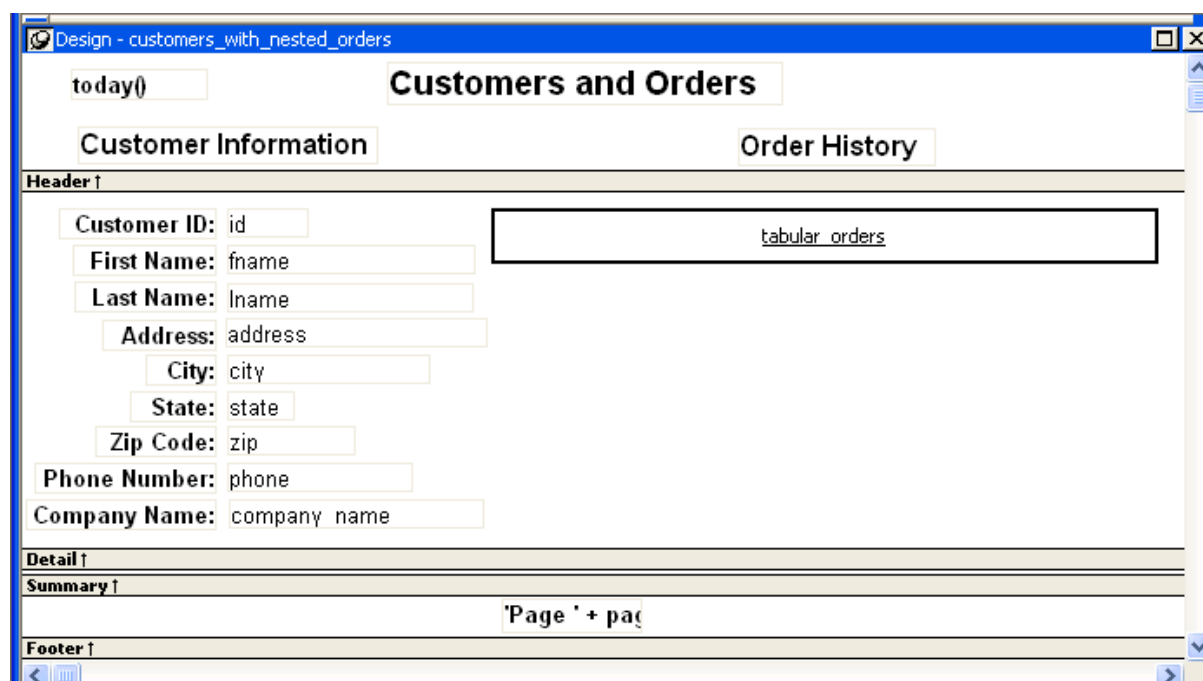 Design - customers_with_nested_orders
today()
Customers and Orders
Customer Information
Order History
Header ↑
Customer ID: id
tabular_orders
First Name: fname
Last Name: lname
Address: address
City: city
State: state
Zip Code: zip
Phone Number: phone
Company Name: company_name
Detail ↑
Summary ↑
'Page ' + pag
Footer ↑